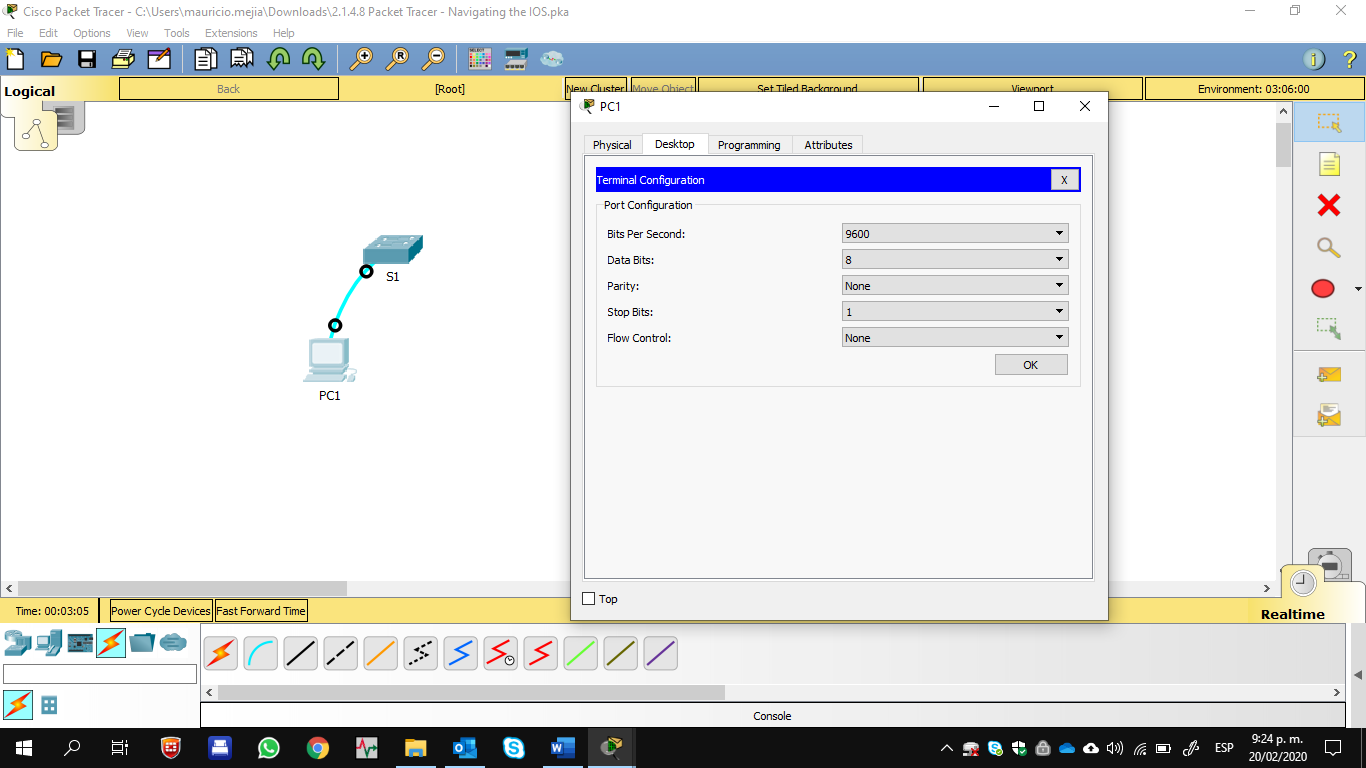 Cisco Packet Tracer - C:\Users\mauricio.mejia\Downloads\2.1.4.8 Packet Tracer - Navigating the IOS.pka
File Edit Options View Tools Extensions Help
Logical Back [Root] New Cluster Move Object Set Tiled Background Viewport Environment: 03:06:00
PC1
Physical Desktop Programming Attributes
Terminal Configuration X
Port Configuration
Bits Per Second: 9600
Data Bits: 8
Parity: None
Stop Bits: 1
Flow Control: None
OK
Top
S1
PC1
Time: 00:03:05 Power Cycle Devices Fast Forward Time
Realtime
Console
ESP
9:24 p. m.
20/02/2020